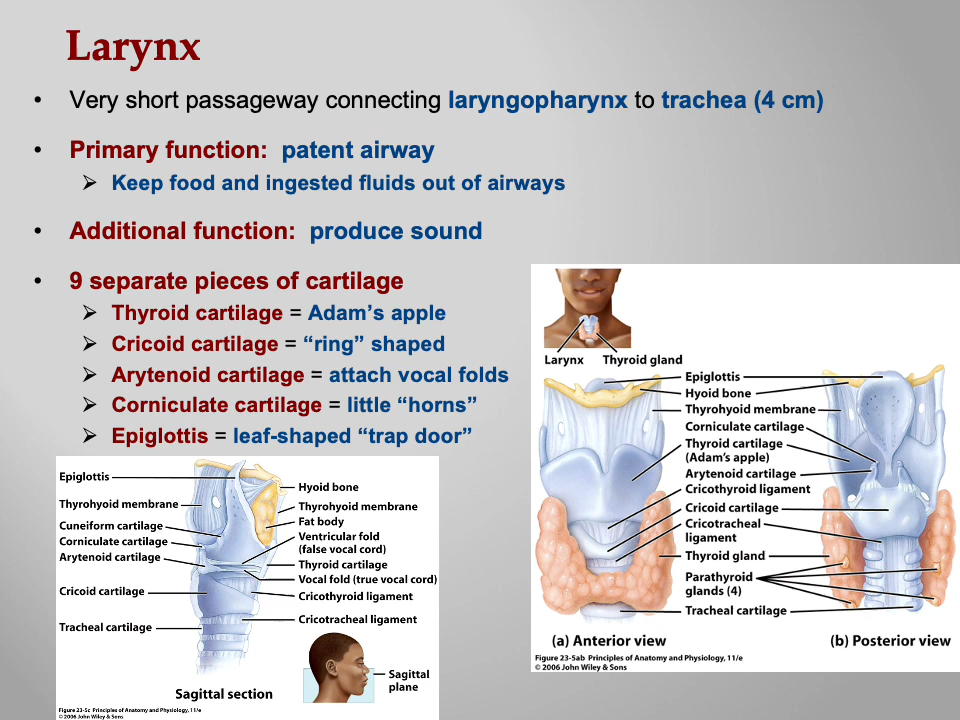 Larynx
• Very short passageway connecting laryngopharynx to trachea (4 cm)
• Primary function: patent airway
➢ Keep food and ingested fluids out of airways
• Additional function: produce sound
• 9 separate pieces of cartilage
➢ Thyroid cartilage = Adam’s apple
➢ Cricoid cartilage = “ring” shaped
➢ Arytenoid cartilage = attach vocal folds
➢ Corniculate cartilage = little “horns”
➢ Epiglottis = leaf-shaped “trap door”
Epiglottis
Thyrohyoid membrane
Cuneiform cartilage
Corniculate cartilage
Arytenoid cartilage
Cricoid cartilage
Tracheal cartilage
Hyoid bone
Thyrohyoid membrane
Fat body
Ventricular fold
(false vocal cord)
Thyroid cartilage
Vocal fold (true vocal cord)
Cricothyroid ligament
Cricotracheal ligament
Sagittal
plane
Sagittal section
Figure 23-5c Principles of Anatomy and Physiology, 11/e
© 2006 John Wiley & Sons
Larynx Thyroid gland
Epiglottis
Hyoid bone
Thyrohyoid membrane
Corniculate cartilage
Thyroid cartilage
(Adam’s apple)
Arytenoid cartilage
Cricothyroid ligament
Cricoid cartilage
Cricotracheal
ligament
Thyroid gland
Parathyroid
glands (4)
Tracheal cartilage
(a) Anterior view
(b) Posterior view
Figure 23-5ab Principles of Anatomy and Physiology, 11/e
© 2006 John Wiley & Sons